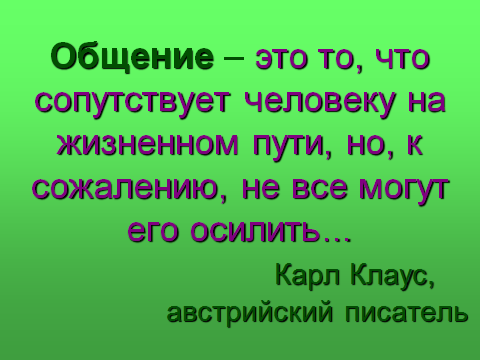 Общение – это то, что
сопутствует человеку на
жизненном пути, но, к
сожалению, не все могут
его осилить…
Карл Клаус,
австрийский писатель